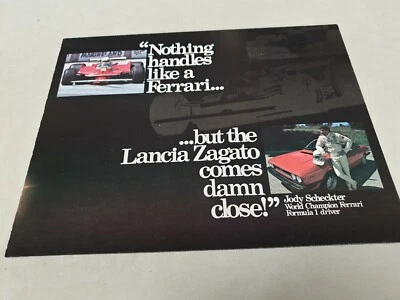 “Nothing
handles
like a
Ferrari...
...but the
Lancia Zagato
comes
damn
close!”
Jody Scheckter
World Champion Ferrari
Formula 1 driver